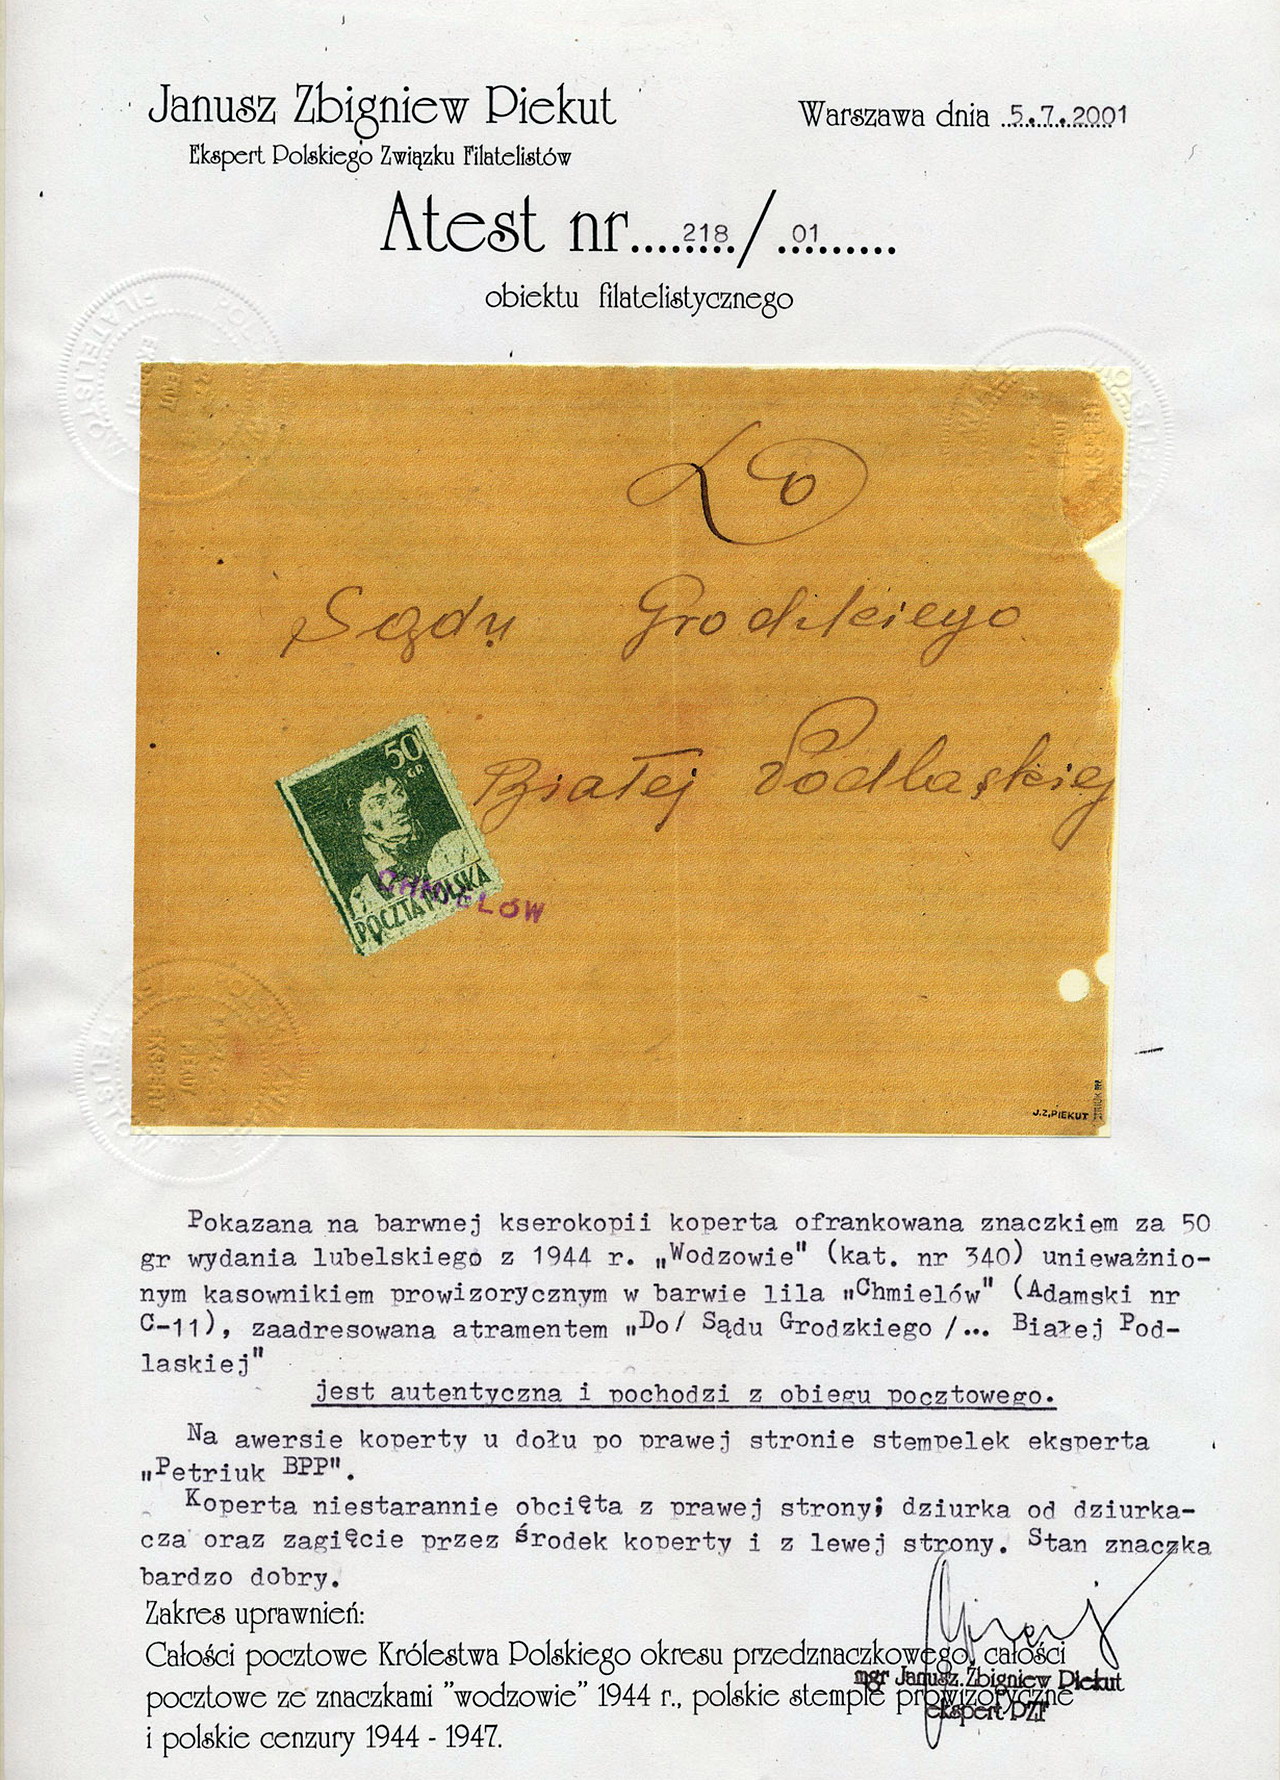 Janusz Zbigniew Piekut
Ekspert Polskiego Związku Filatelistów
Warszawa dnia 5.7.2001
Atest nr 218/01
obiektu filatelistycznego
Do
Sądu Grodzkiego
Białej Podlaskiej
50
GR
POCZTA POLSKA
CHMIELÓW
J.Z.PIEKUT
Pokazana na barwnej kserokopii koperta ofrankowana znaczkiem za 50
gr wydania lubelskiego z 1944 r. „Wodzowie" (kat. nr 340) unieważnio-
nym kasownikiem prowizorycznym w barwie lila „Chmielów" (Adamski nr
C-11), zaadresowana atramentem „Do/ Sądu Grodzkiego /... Białej Pod-
laskiej"
jest autentyczna i pochodzi z obiegu pocztowego.
Na awersie koperty u dołu po prawej stronie stempelek eksperta
„Petriuk BPP".
Koperta niestarannie obcięta z prawej strony; dziurka od dziurka-
cza oraz zagięcie przez środek koperty i z lewej strony. Stan znaczka
bardzo dobry.
Zakres uprawnień:
Całości pocztowe Królestwa Polskiego okresu przedznaczkowego, całości
pocztowe ze znaczkami "wodzowie" 1944 r., polskie stemple prowizoryczne
i polskie cenzury 1944 - 1947.
mgr Janusz Zbigniew Piekut
ekspert PZF